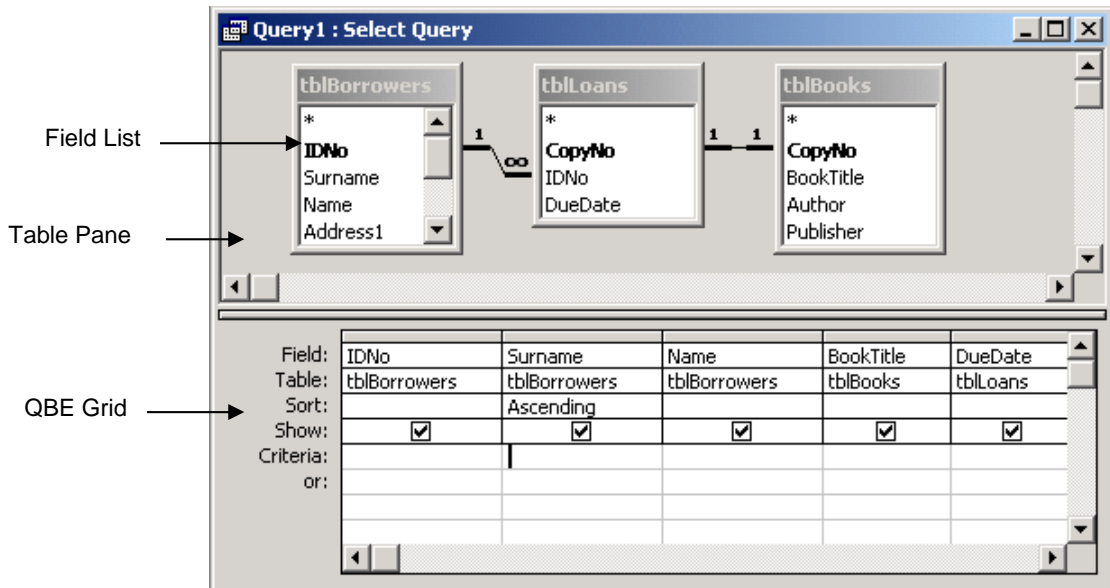 Query1 : Select Query
tblBorrowers
*
IDNo
Surname
Name
Address1
1
∞
tblLoans
*
CopyNo
IDNo
DueDate
1 1
tblBooks
*
CopyNo
BookTitle
Author
Publisher
Field List
Table Pane
QBE Grid
Field: IDNo Surname Name BookTitle DueDate
Table: tblBorrowers tblBorrowers tblBorrowers tblBooks tblLoans
Sort: Ascending
Show:
Criteria:
or: